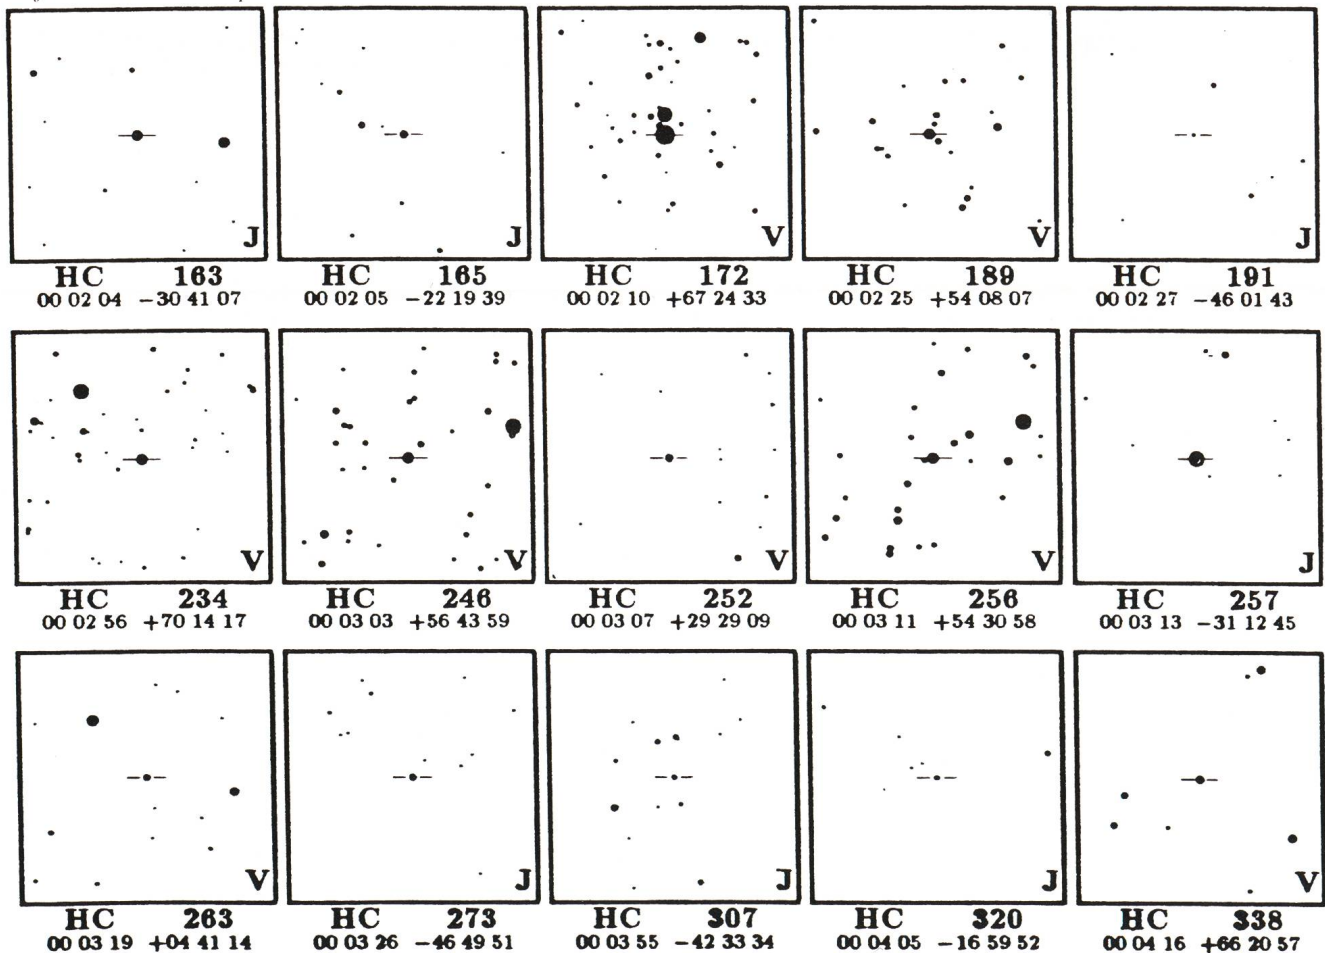 J J V V J
HC 163 HC 165 HC 172 HC 189 HC 191
00 02 04 −30 41 07 00 02 05 −22 19 39 00 02 10 +67 24 33 00 02 25 +54 08 07 00 02 27 −46 01 43
V V V V J
HC 234 HC 246 HC 252 HC 256 HC 257
00 02 56 +70 14 17 00 03 03 +56 43 59 00 03 07 +29 29 09 00 03 11 +54 30 58 00 03 13 −31 12 45
V J J J V
HC 263 HC 273 HC 307 HC 320 HC 338
00 03 19 +04 41 14 00 03 26 −46 49 51 00 03 55 −42 33 34 00 04 05 −16 59 52 00 04 16 +66 20 57